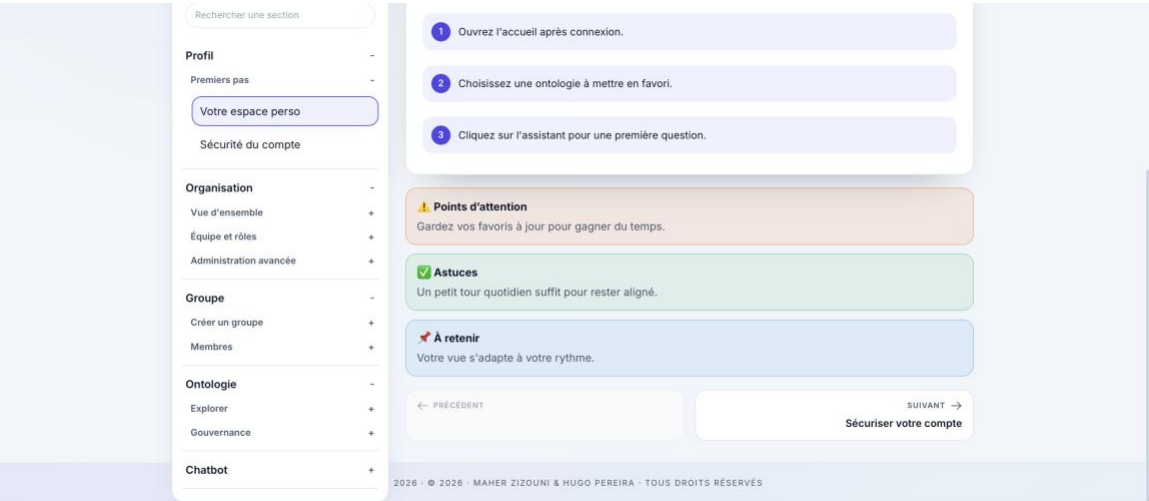 Rechercher une section
Profil -
Premiers pas -
Votre espace perso
Sécurité du compte
Organisation -
Vue d'ensemble +
Équipe et rôles +
Administration avancée +
Groupe -
Créer un groupe +
Membres +
Ontologie -
Explorer +
Gouvernance +
Chatbot +
1 Ouvrez l'accueil après connexion.
2 Choisissez une ontologie à mettre en favori.
3 Cliquez sur l'assistant pour une première question.
⚠️ Points d’attention
Gardez vos favoris à jour pour gagner du temps.
✅ Astuces
Un petit tour quotidien suffit pour rester aligné.
📌 À retenir
Votre vue s'adapte à votre rythme.
← PRÉCÉDENT
SUIVANT →
Sécuriser votre compte
2026 · © 2026 · MAHER ZIZOUNI & HUGO PEREIRA · TOUS DROITS RÉSERVÉS